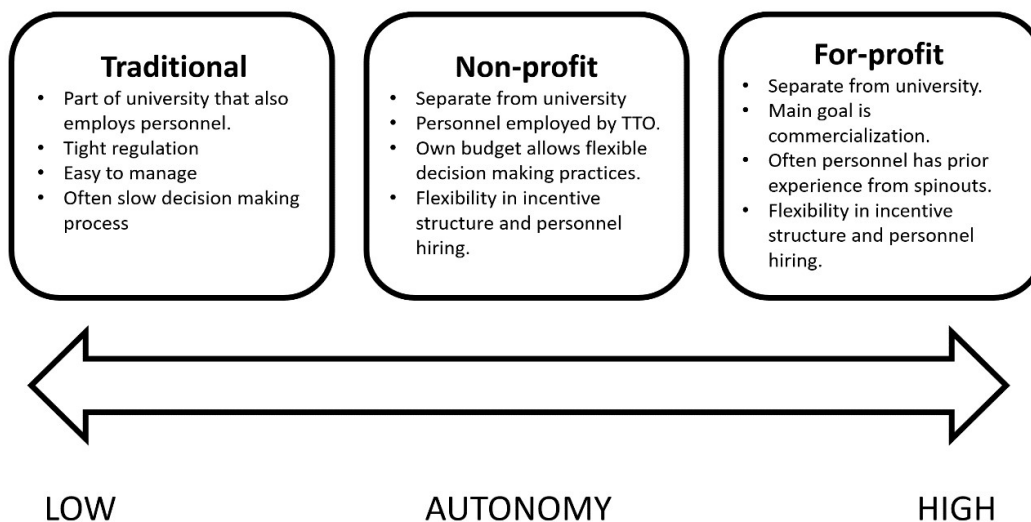 Traditional
• Part of university that also
employs personnel.
• Tight regulation
• Easy to manage
• Often slow decision making
process
Non-profit
• Separate from university
• Personnel employed by TTO.
• Own budget allows flexible
decision making practices.
• Flexibility in incentive
structure and personnel
hiring.
For-profit
• Separate from university.
• Main goal is
commercialization.
• Often personnel has prior
experience from spinouts.
• Flexibility in incentive
structure and personnel
hiring.
LOW
AUTONOMY
HIGH